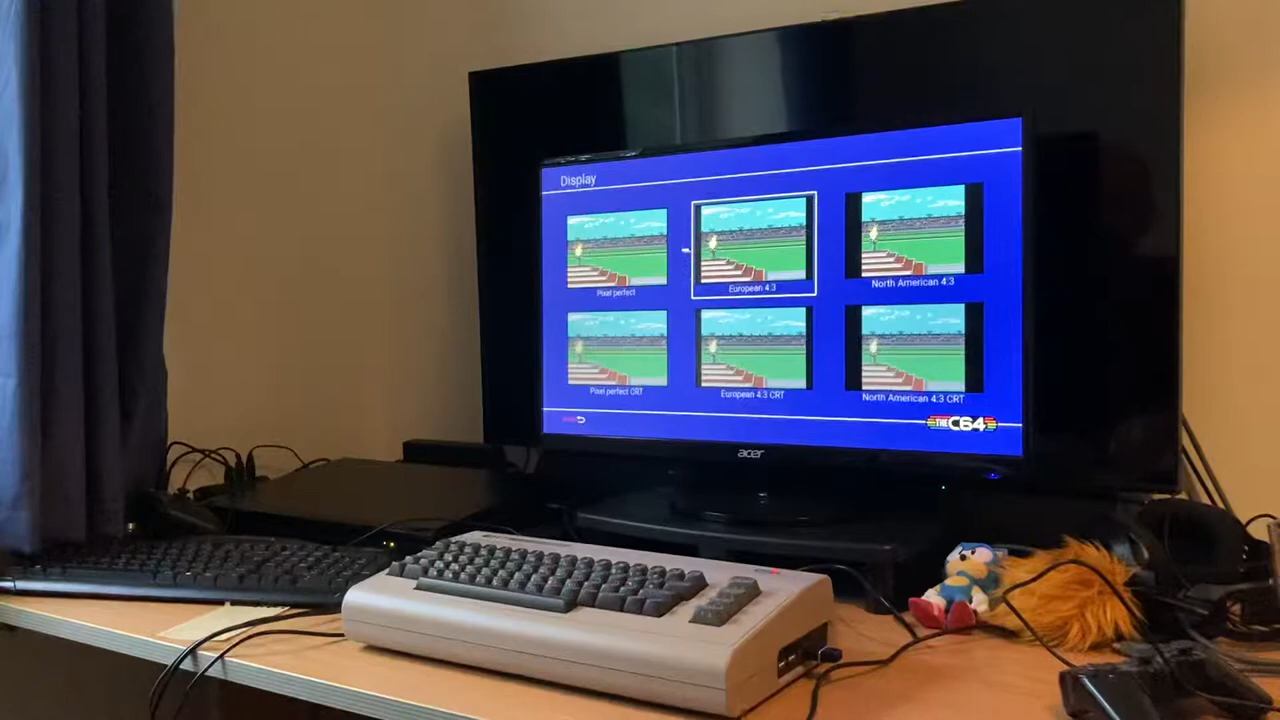 Display
Pixel perfect
European 4:3
North American 4:3
Pixel perfect CRT
European 4:3 CRT
North American 4:3 CRT
THEC64
acer